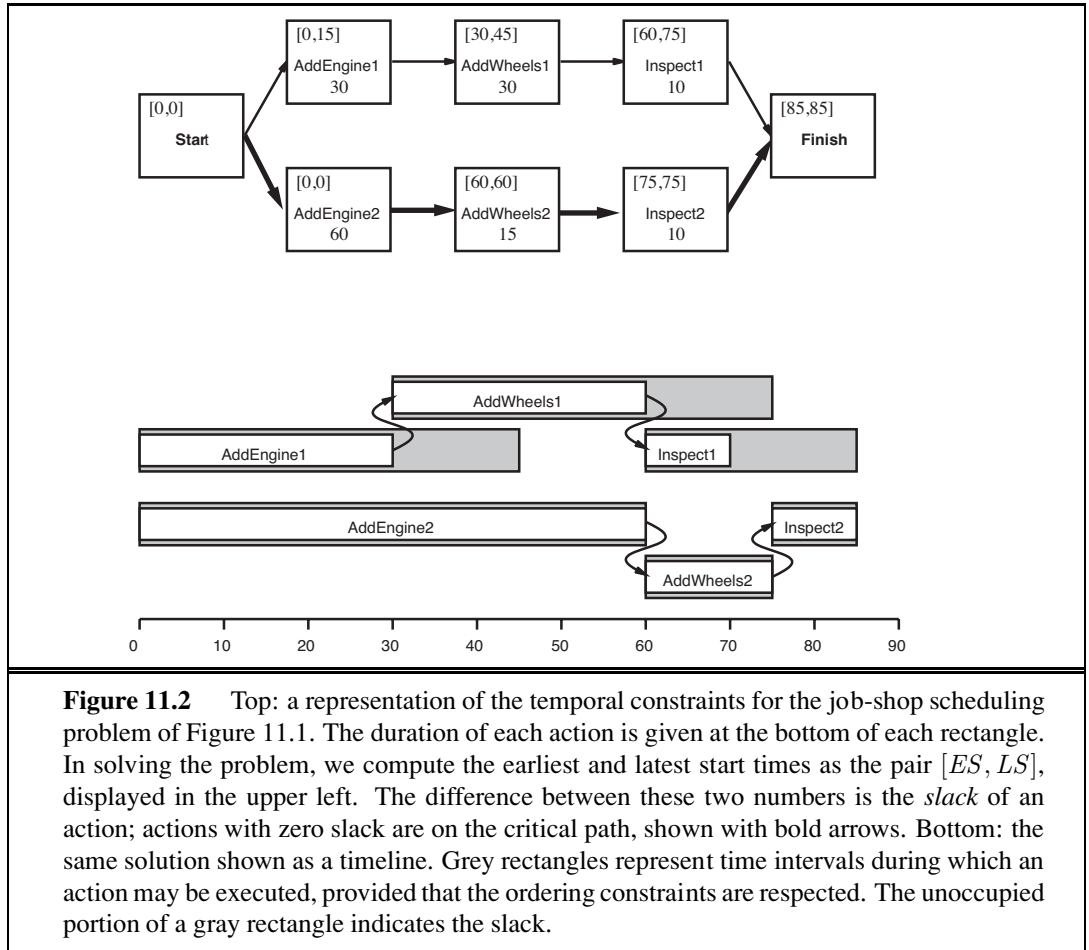 [0,15]
AddEngine1
30
[30,45]
AddWheels1
30
[60,75]
Inspect1
10
[0,0]
Start
[85,85]
Finish
[0,0]
AddEngine2
60
[60,60]
AddWheels2
15
[75,75]
Inspect2
10
AddWheels1
AddEngine1
Inspect1
AddEngine2
Inspect2
AddWheels2
0 10 20 30 40 50 60 70 80 90
Figure 11.2 Top: a representation of the temporal constraints for the job-shop scheduling
problem of Figure 11.1. The duration of each action is given at the bottom of each rectangle.
In solving the problem, we compute the earliest and latest start times as the pair [ES, LS],
displayed in the upper left. The difference between these two numbers is the slack of an
action; actions with zero slack are on the critical path, shown with bold arrows. Bottom: the
same solution shown as a timeline. Grey rectangles represent time intervals during which an
action may be executed, provided that the ordering constraints are respected. The unoccupied
portion of a gray rectangle indicates the slack.